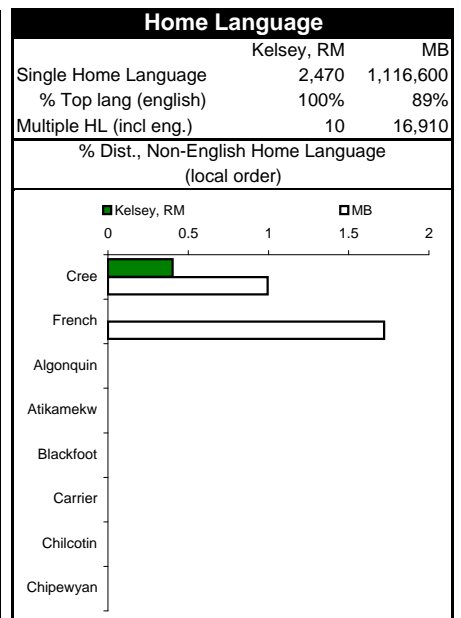 Home Language
Kelsey, RM MB
Single Home Language 2,470 1,116,600
% Top lang (english) 100% 89%
Multiple HL (incl eng.) 10 16,910
% Dist., Non-English Home Language
(local order)
Kelsey, RM MB
0 0.5 1 1.5 2
Cree
French
Algonquin
Atikamekw
Blackfoot
Carrier
Chilcotin
Chipewyan